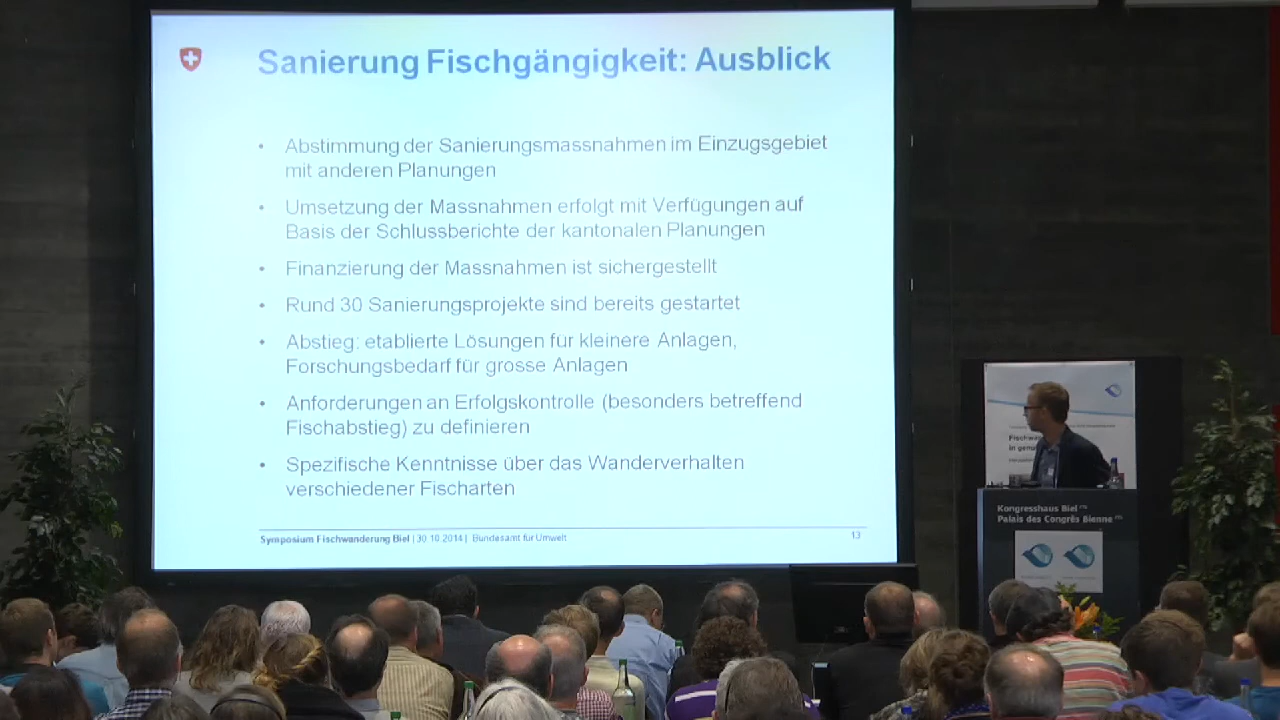 Sanierung Fischgängigkeit: Ausblick
• Abstimmung der Sanierungsmassnahmen im Einzugsgebiet
mit anderen Planungen
• Umsetzung der Massnahmen erfolgt mit Verfügungen auf
Basis der Schlussberichte der kantonalen Planungen
• Finanzierung der Massnahmen ist sichergestellt
• Rund 30 Sanierungsprojekte sind bereits gestartet
• Abstieg: etablierte Lösungen für kleinere Anlagen,
Forschungsbedarf für grosse Anlagen
• Anforderungen an Erfolgskontrolle (besonders betreffend
Fischabstieg) zu definieren
• Spezifische Kenntnisse über das Wanderverhalten
verschiedener Fischarten
Symposium Fischwanderung Biel | 30.10.2014 | Bundesamt für Umwelt
13
Kongresshaus Biel
Palais des Congrès Bienne